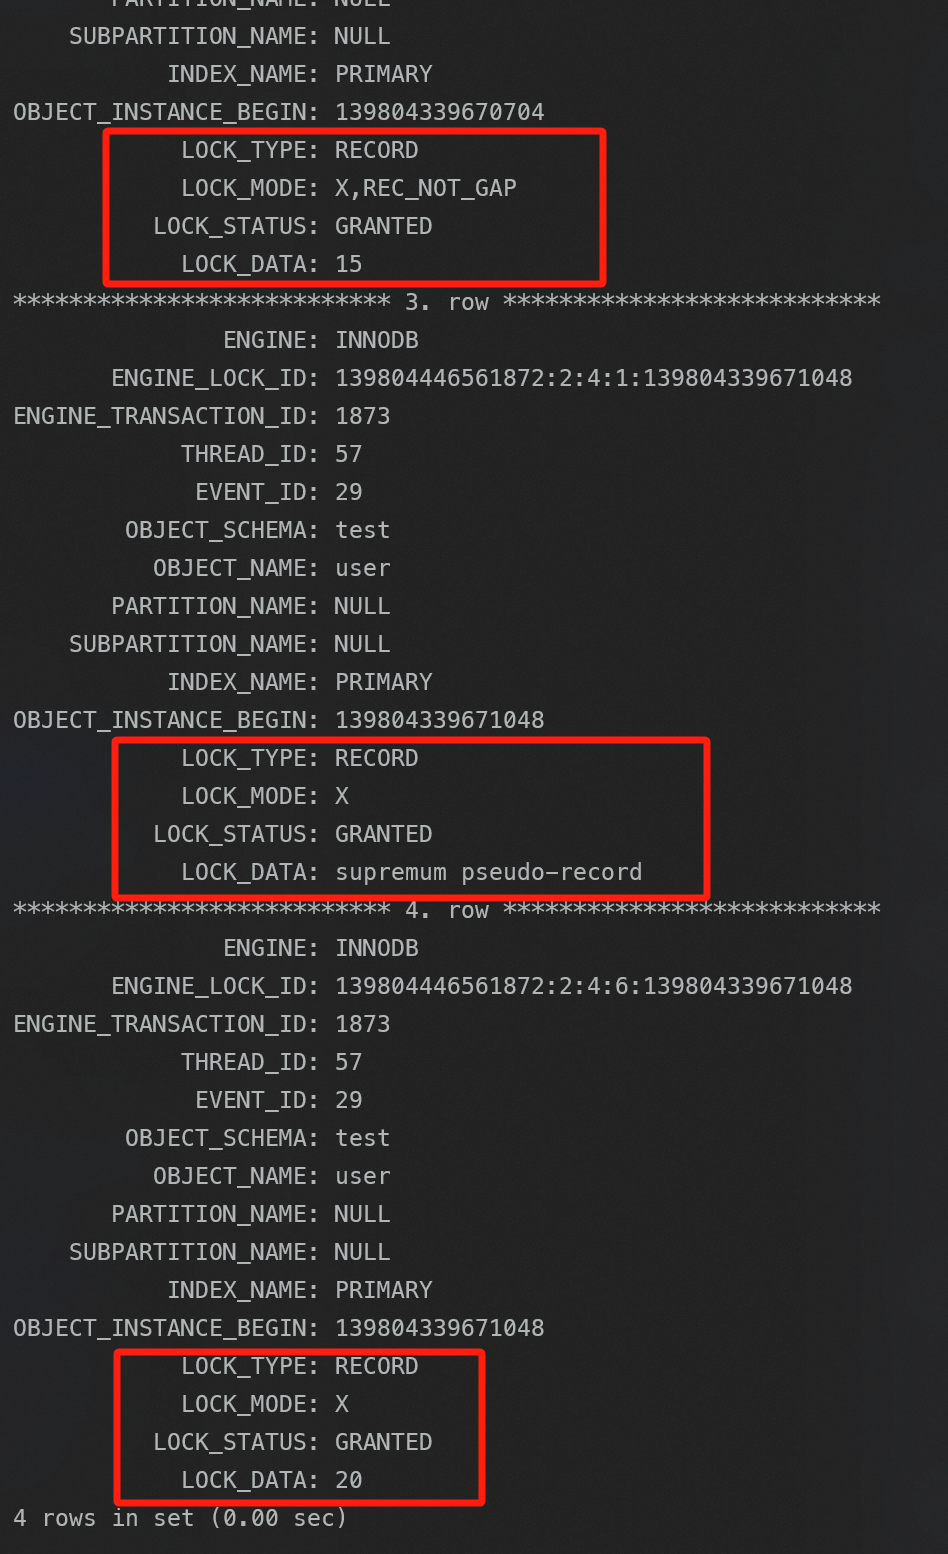 PARTITION_NAME: NULL
SUBPARTITION_NAME: NULL
INDEX_NAME: PRIMARY
OBJECT_INSTANCE_BEGIN: 139804339670704
LOCK_TYPE: RECORD
LOCK_MODE: X,REC_NOT_GAP
LOCK_STATUS: GRANTED
LOCK_DATA: 15
*************************** 3. row ***************************
ENGINE: INNODB
ENGINE_LOCK_ID: 139804446561872:2:4:1:139804339671048
ENGINE_TRANSACTION_ID: 1873
THREAD_ID: 57
EVENT_ID: 29
OBJECT_SCHEMA: test
OBJECT_NAME: user
PARTITION_NAME: NULL
SUBPARTITION_NAME: NULL
INDEX_NAME: PRIMARY
OBJECT_INSTANCE_BEGIN: 139804339671048
LOCK_TYPE: RECORD
LOCK_MODE: X
LOCK_STATUS: GRANTED
LOCK_DATA: supremum pseudo-record
*************************** 4. row ***************************
ENGINE: INNODB
ENGINE_LOCK_ID: 139804446561872:2:4:6:139804339671048
ENGINE_TRANSACTION_ID: 1873
THREAD_ID: 57
EVENT_ID: 29
OBJECT_SCHEMA: test
OBJECT_NAME: user
PARTITION_NAME: NULL
SUBPARTITION_NAME: NULL
INDEX_NAME: PRIMARY
OBJECT_INSTANCE_BEGIN: 139804339671048
LOCK_TYPE: RECORD
LOCK_MODE: X
LOCK_STATUS: GRANTED
LOCK_DATA: 20
4 rows in set (0.00 sec)